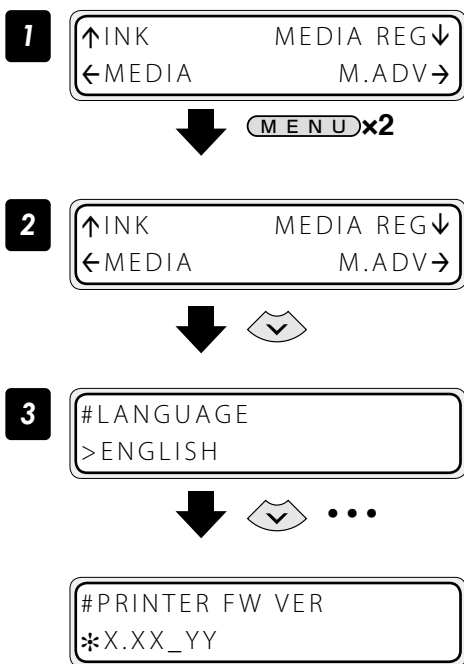 1
↑INK MEDIA REG↓
←MEDIA M.ADV→
MENU×2
2
↑INK MEDIA REG↓
←MEDIA M.ADV→
3
#LANGUAGE
>ENGLISH
•••
#PRINTER FW VER
*X.XX_YY